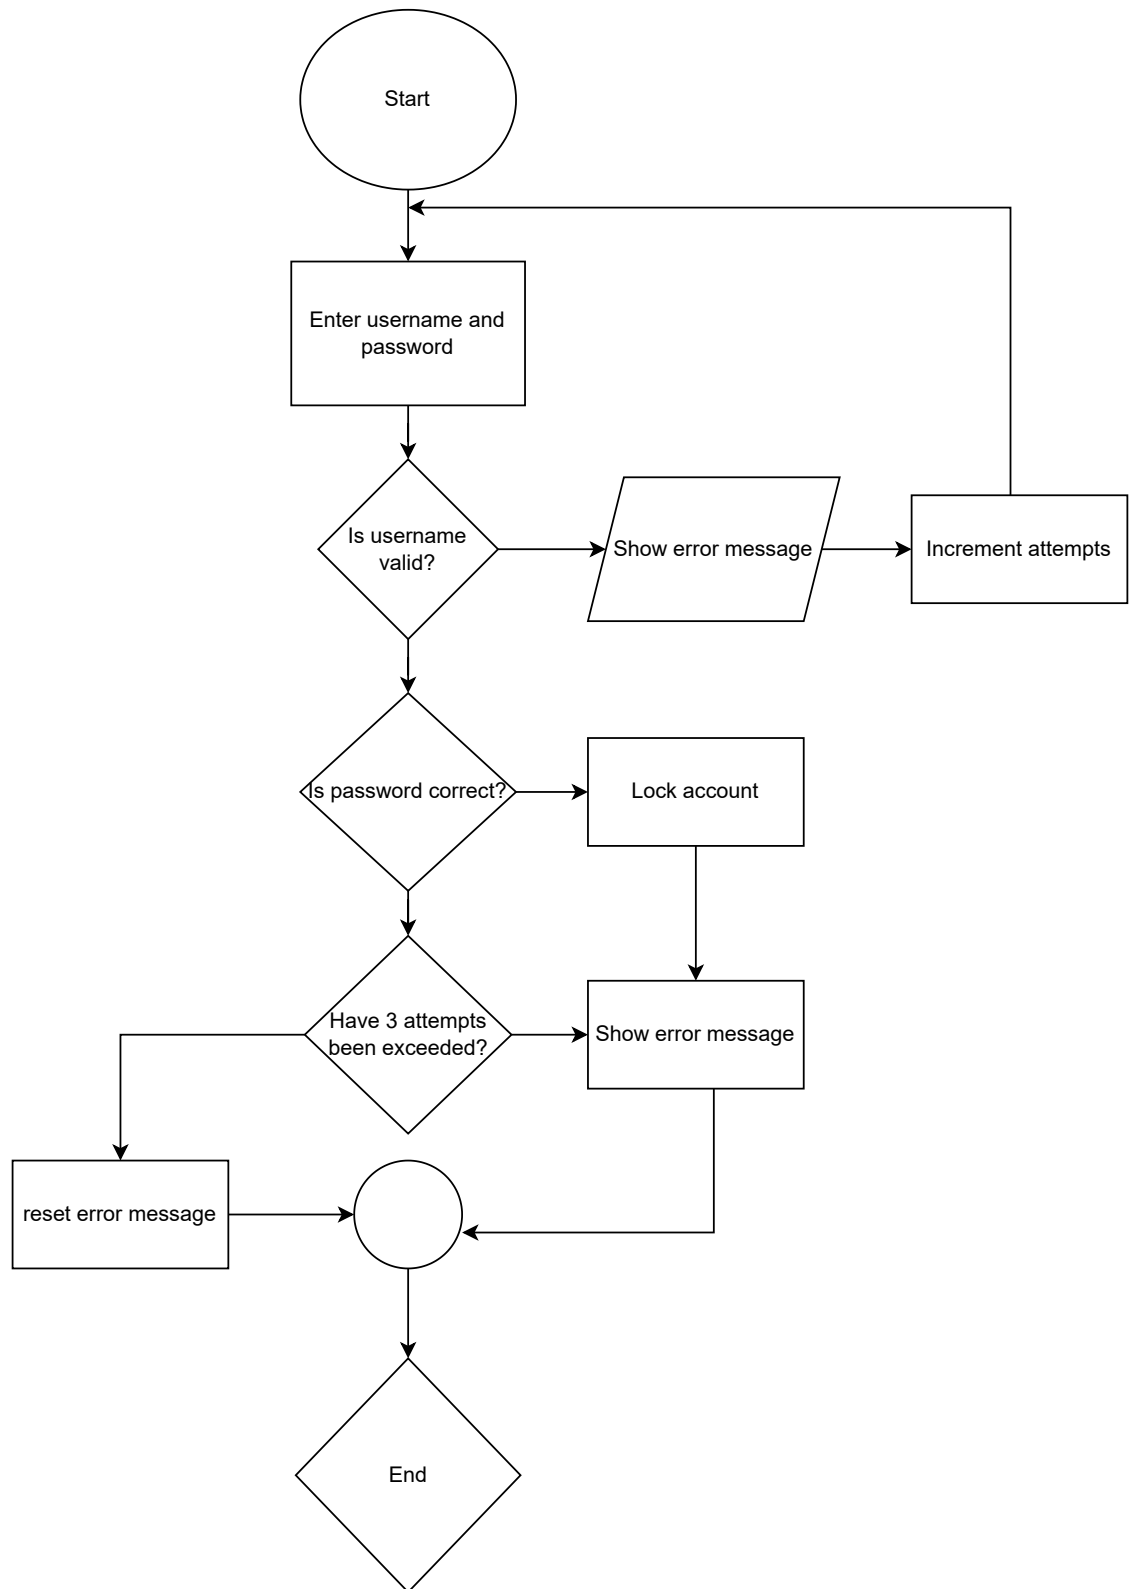 Start
Enter username and
password
Is username
valid?
Show error message
Increment attempts
Is password correct?
Lock account
Have 3 attempts
been exceeded?
Show error message
reset error message
End